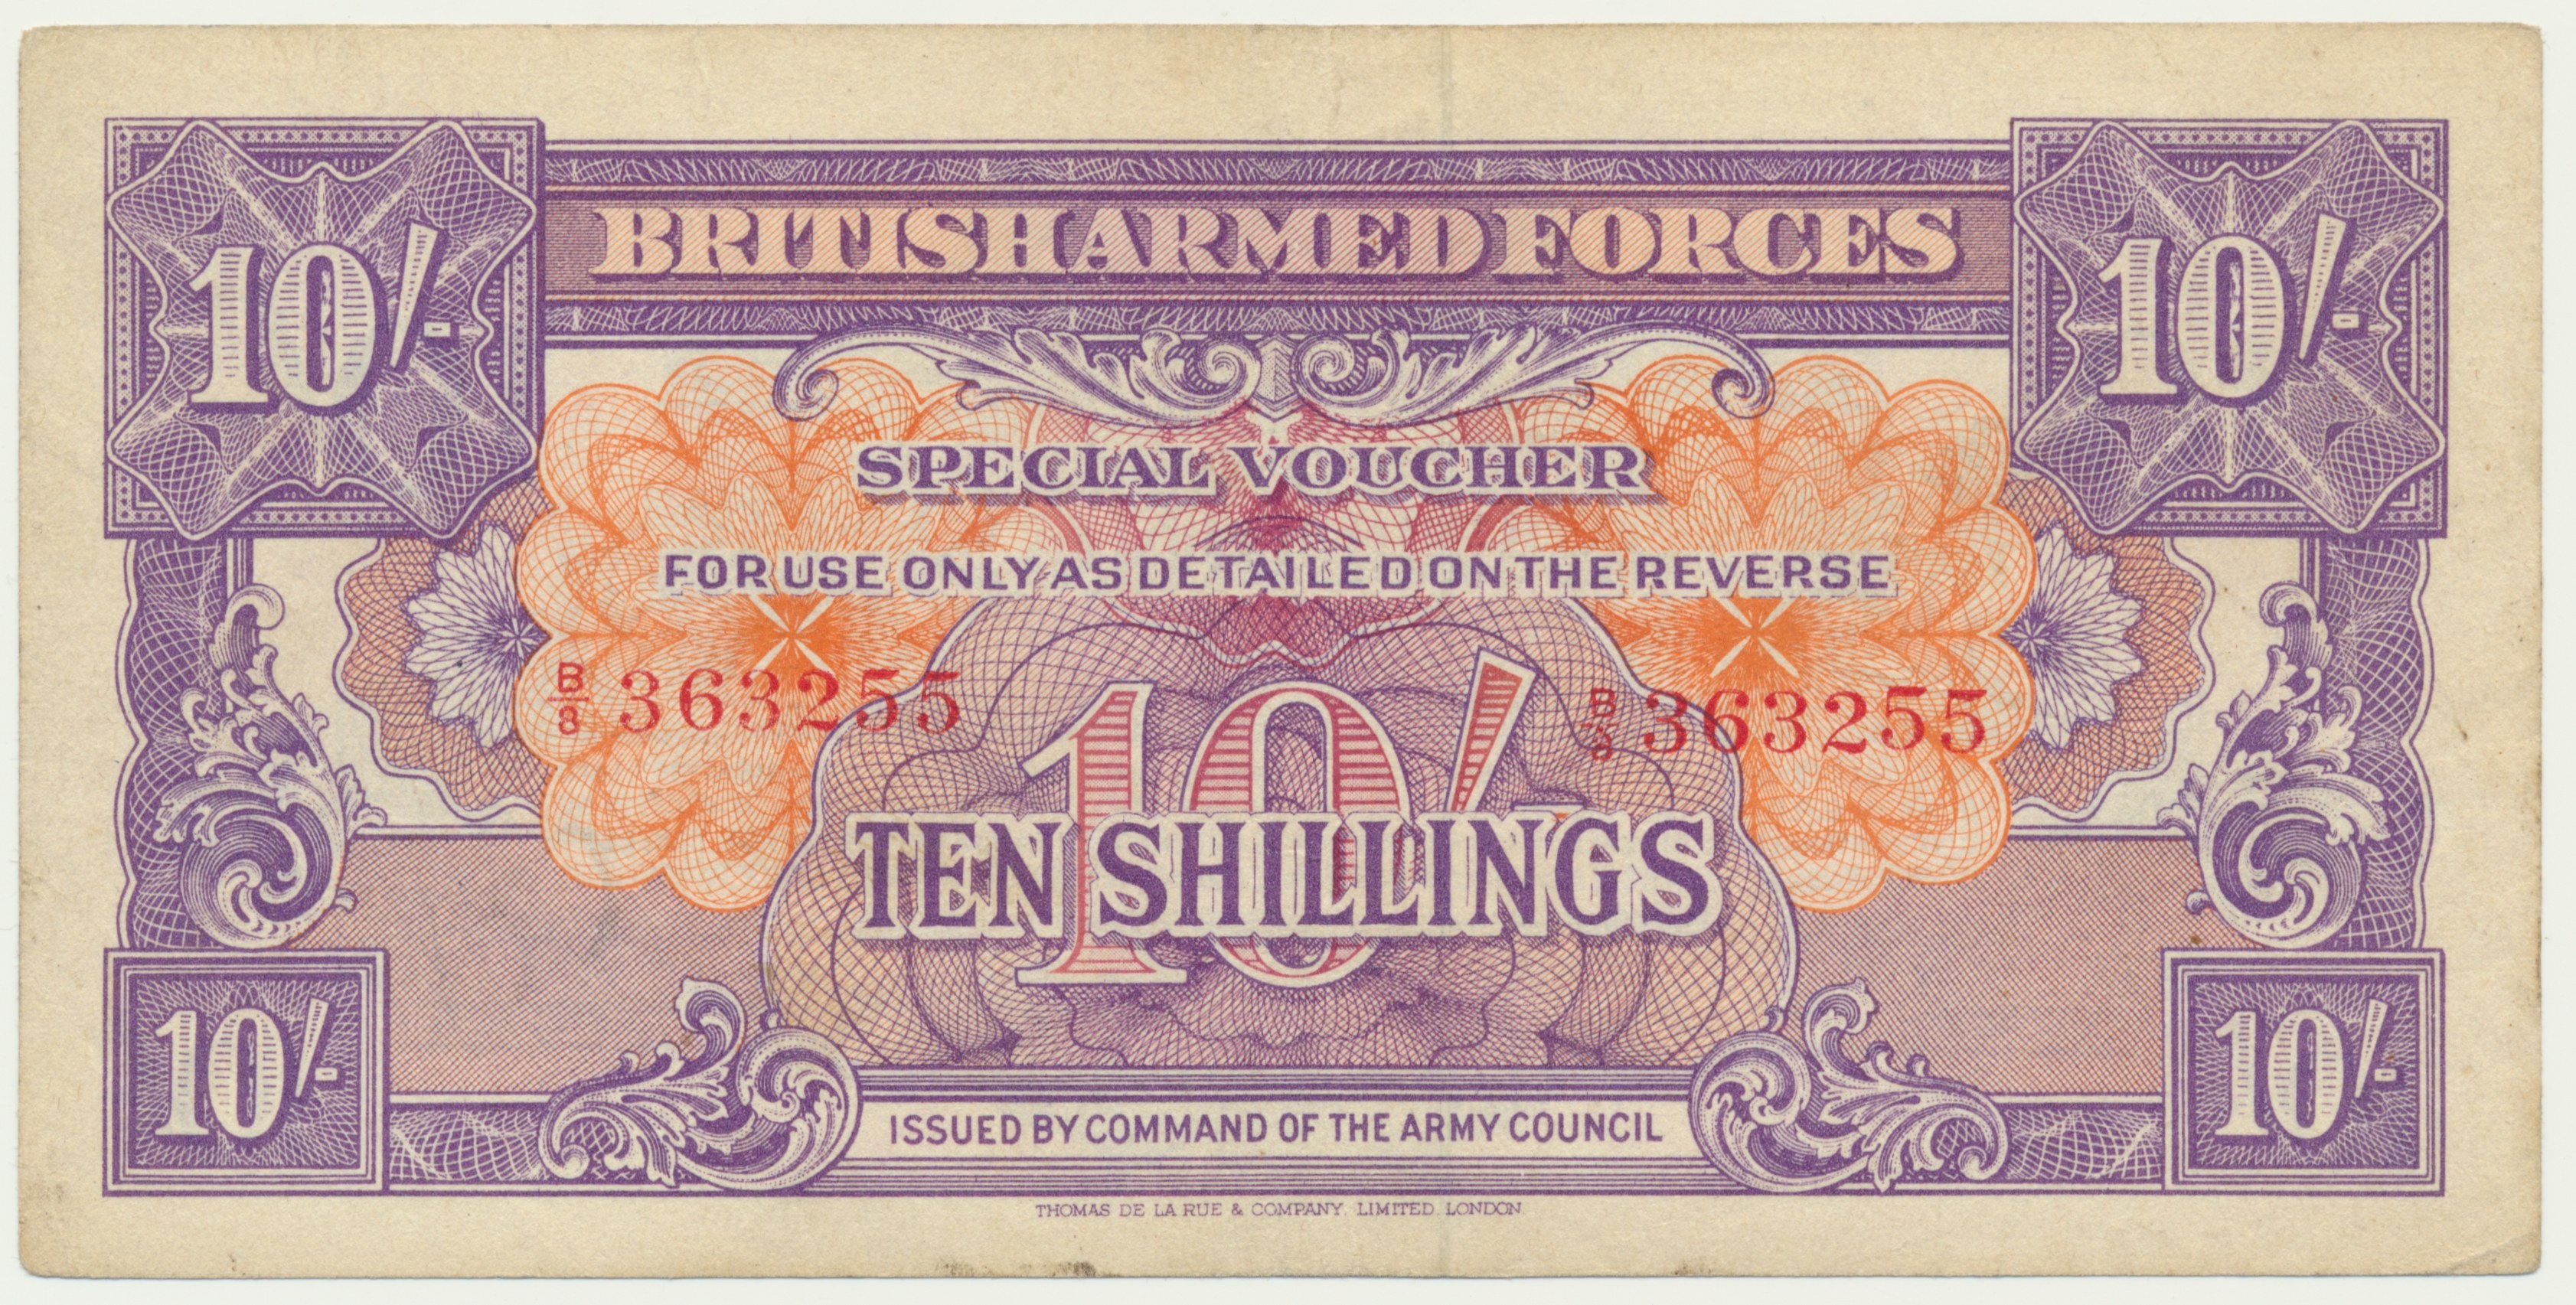 10/- BRITISH ARMED FORCES 10/-
SPECIAL VOUCHER
FOR USE ONLY AS DETAILED ON THE REVERSE
B/8 363255 B/8 363255
10/-
TEN SHILLINGS
10/- 10/-
ISSUED BY COMMAND OF THE ARMY COUNCIL
THOMAS DE LA RUE & COMPANY, LIMITED, LONDON.